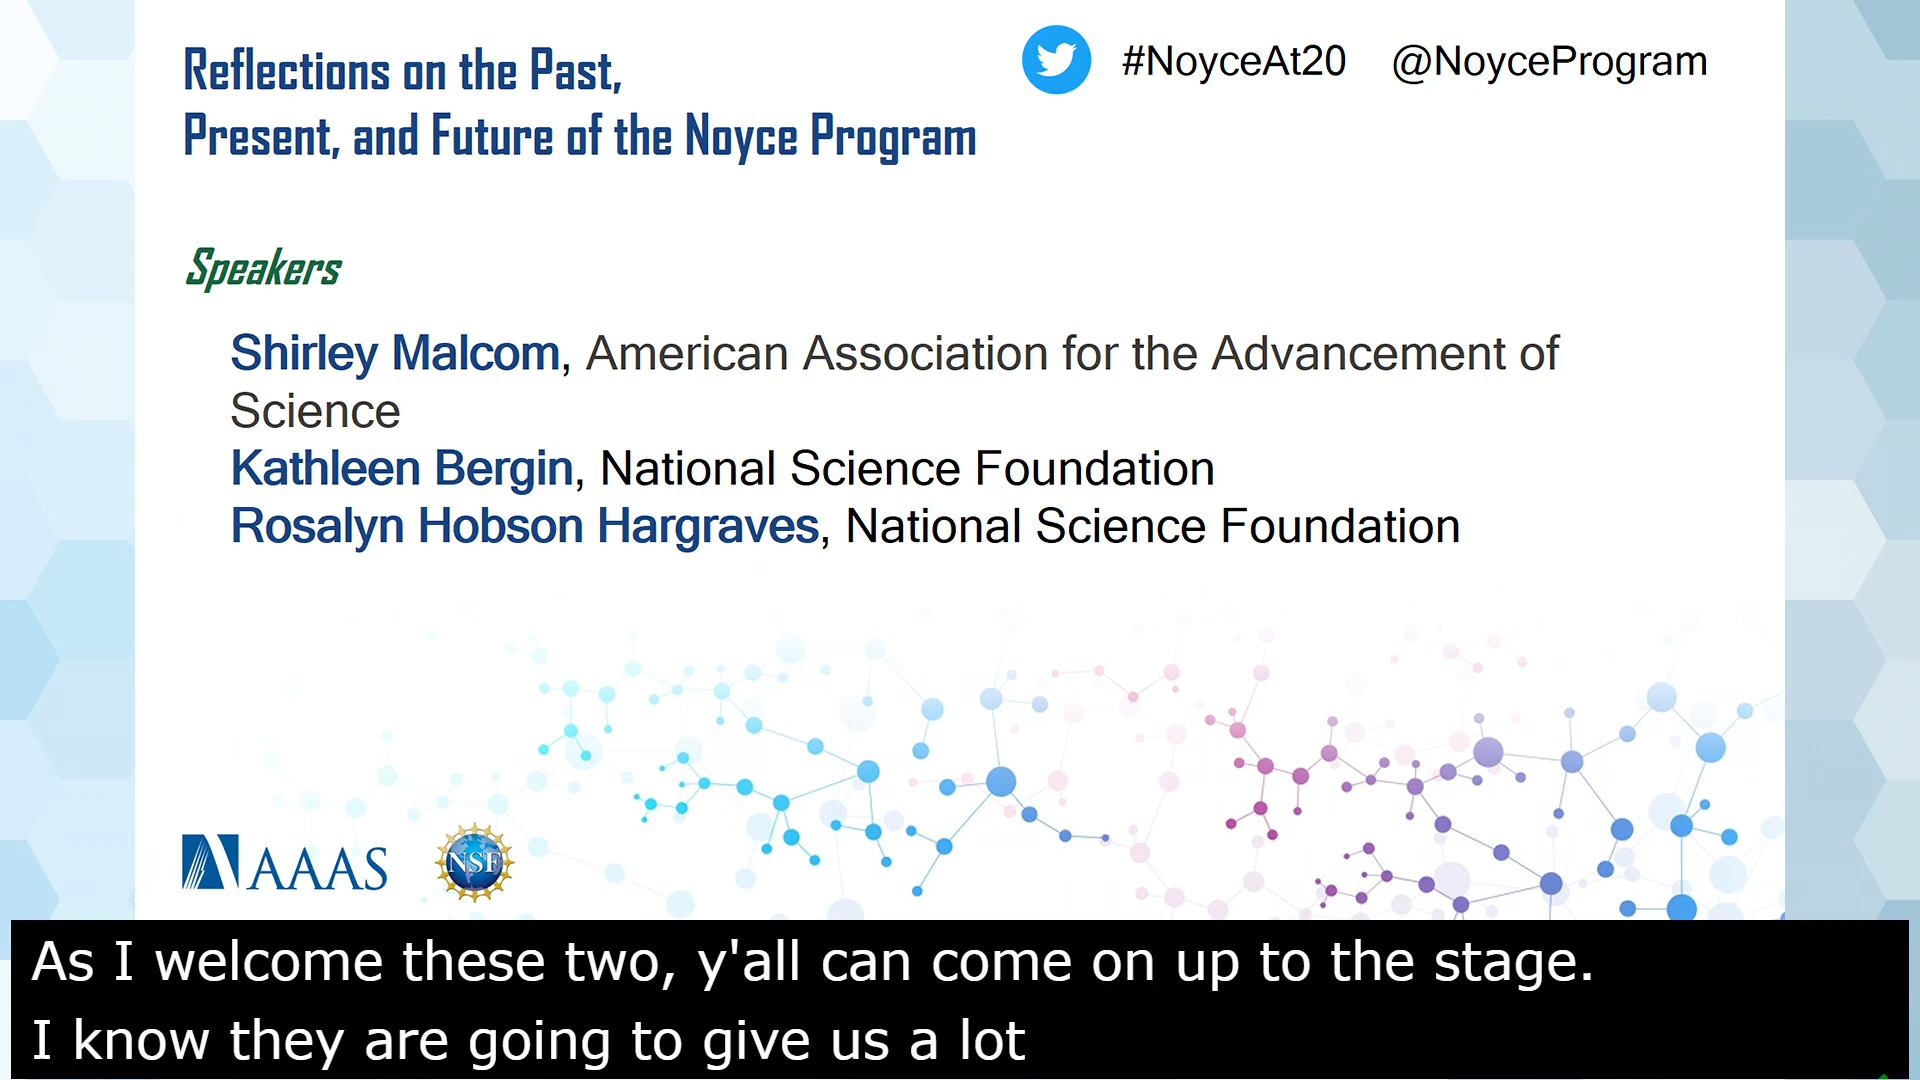 Reflections on the Past,
Present, and Future of the Noyce Program
#NoyceAt20 @NoyceProgram
Speakers
Shirley Malcom, American Association for the Advancement of
Science
Kathleen Bergin, National Science Foundation
Rosalyn Hobson Hargraves, National Science Foundation
AAAS
NSF
As I welcome these two, y'all can come on up to the stage.
I know they are going to give us a lot